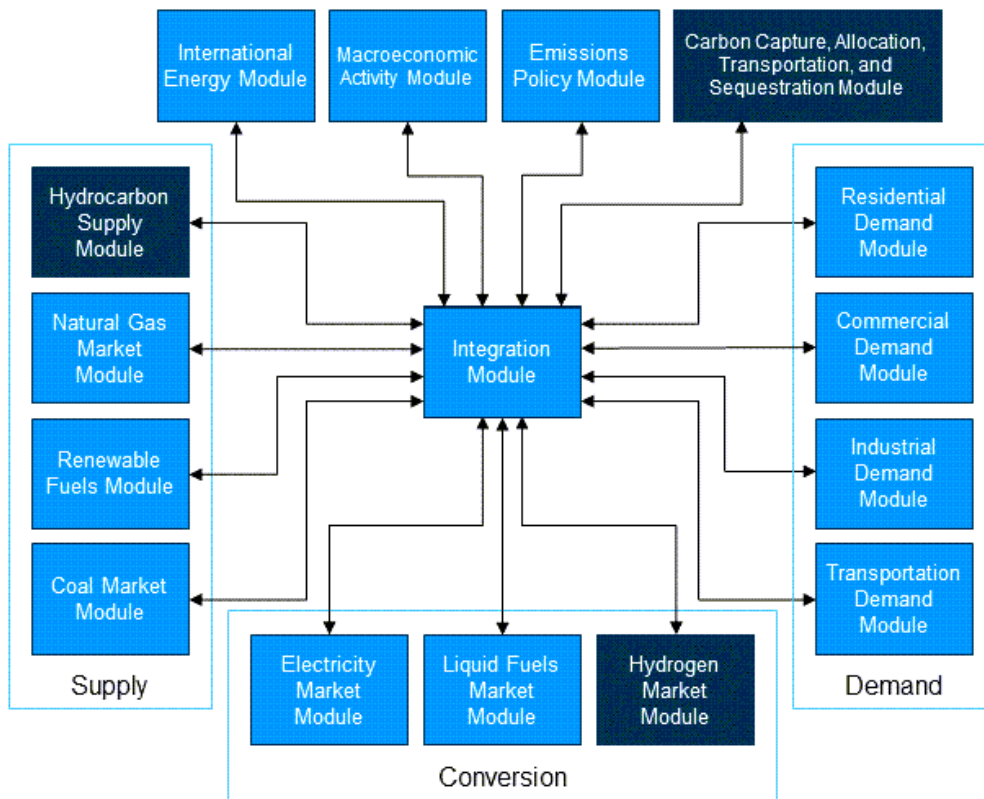 International
Energy Module
Macroeconomic
Activity Module
Emissions
Policy Module
Carbon Capture, Allocation,
Transportation, and
Sequestration Module
Hydrocarbon
Supply
Module
Natural Gas
Market
Module
Renewable
Fuels Module
Coal Market
Module
Supply
Integration
Module
Residential
Demand
Module
Commercial
Demand
Module
Industrial
Demand
Module
Transportation
Demand
Module
Demand
Electricity
Market
Module
Liquid Fuels
Market
Module
Hydrogen
Market
Module
Conversion